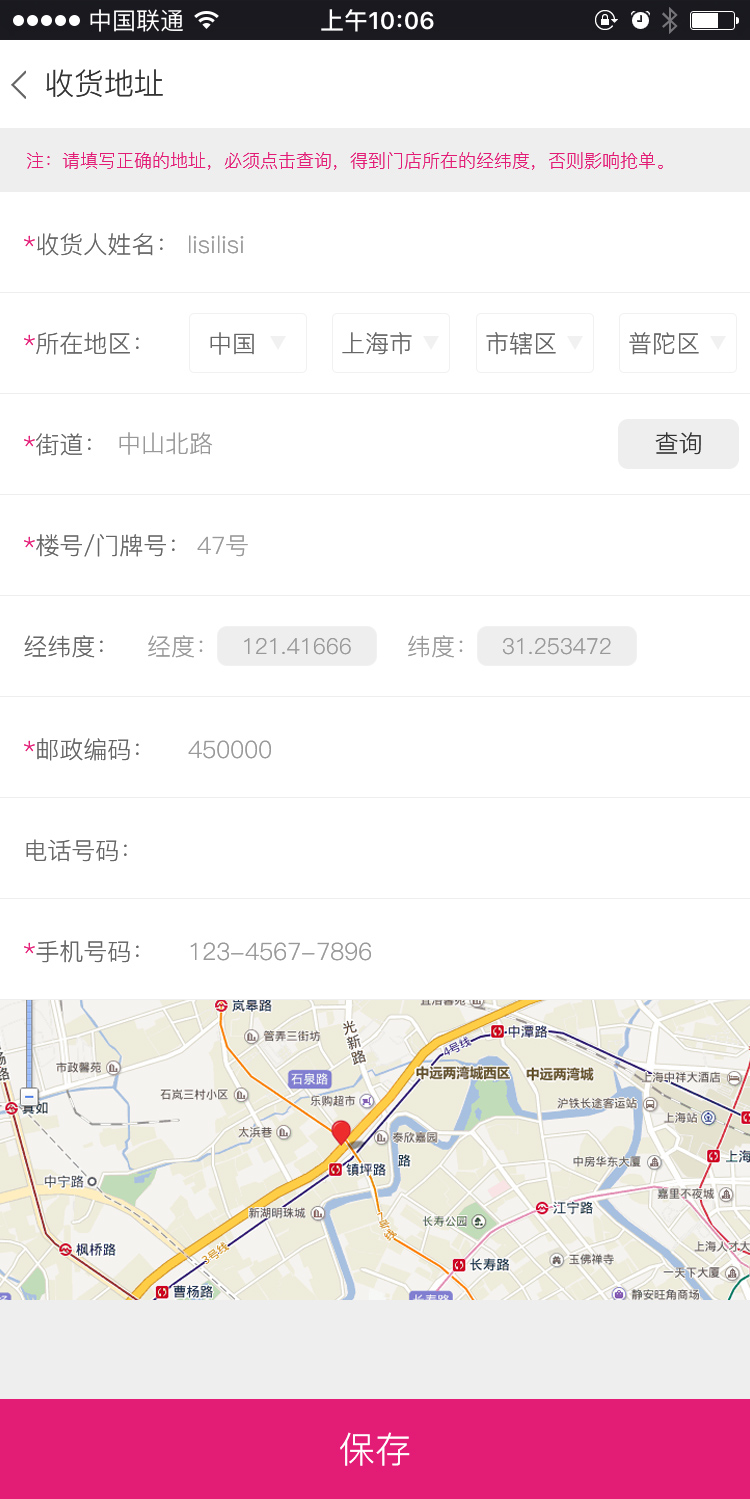 中国联通 上午10:06
收货地址
注：请填写正确的地址，必须点击查询，得到门店所在的经纬度，否则影响抢单。
*收货人姓名： lisilisi
*所在地区： 中国 上海市 市辖区 普陀区
*街道： 中山北路 查询
*楼号/门牌号： 47号
经纬度： 经度： 121.41666 纬度： 31.253472
*邮政编码： 450000
电话号码：
*手机号码： 123-4567-7896
岚皋路
管弄三街坊
光新路
4号线
中潭路
市政馨苑
石泉路
中远两湾城西区
中远两湾城
上海中祥大酒店
石岚三村小区
乐购超市
沪铁长途客运站
真如
上海站
太浜巷
泰欣嘉园
镇坪路
路
中房华东大厦
上海
中宁路
嘉里不夜城
新湖明珠城
7号线
长寿公园
江宁路
枫桥路
3号线
上海人才大
长寿路
玉佛禅寺
一天下大厦
曹杨路
长寿路
静安旺角商场
保存